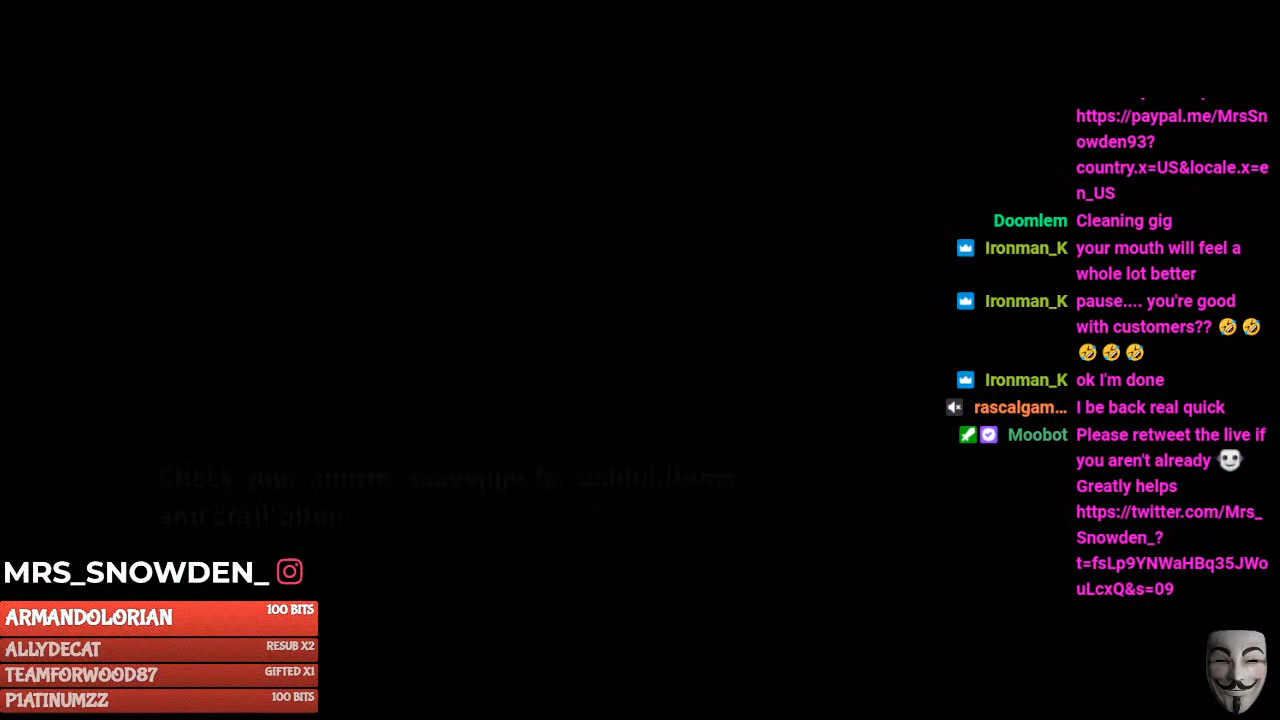 https://paypal.me/MrsSn
owden93?
country.x=US&locale.x=e
n_US
Doomlem Cleaning gig
Ironman_K your mouth will feel a
whole lot better
Ironman_K pause.... you're good
with customers?? 🤣 🤣
🤣 🤣 🤣
Ironman_K ok I'm done
rascalgam... I be back real quick
Moobot Please retweet the live if
you aren't already
Greatly helps
https://twitter.com/Mrs_
Snowden_?
t=fsLp9YNWaHBq35JWo
uLcxQ&s=09
MRS_SNOWDEN_
ARMANDOLORIAN 100 BITS
ALLYDECAT RESUB X2
TEAMFORWOOD87 GIFTED X1
P1ATINUMZZ 100 BITS